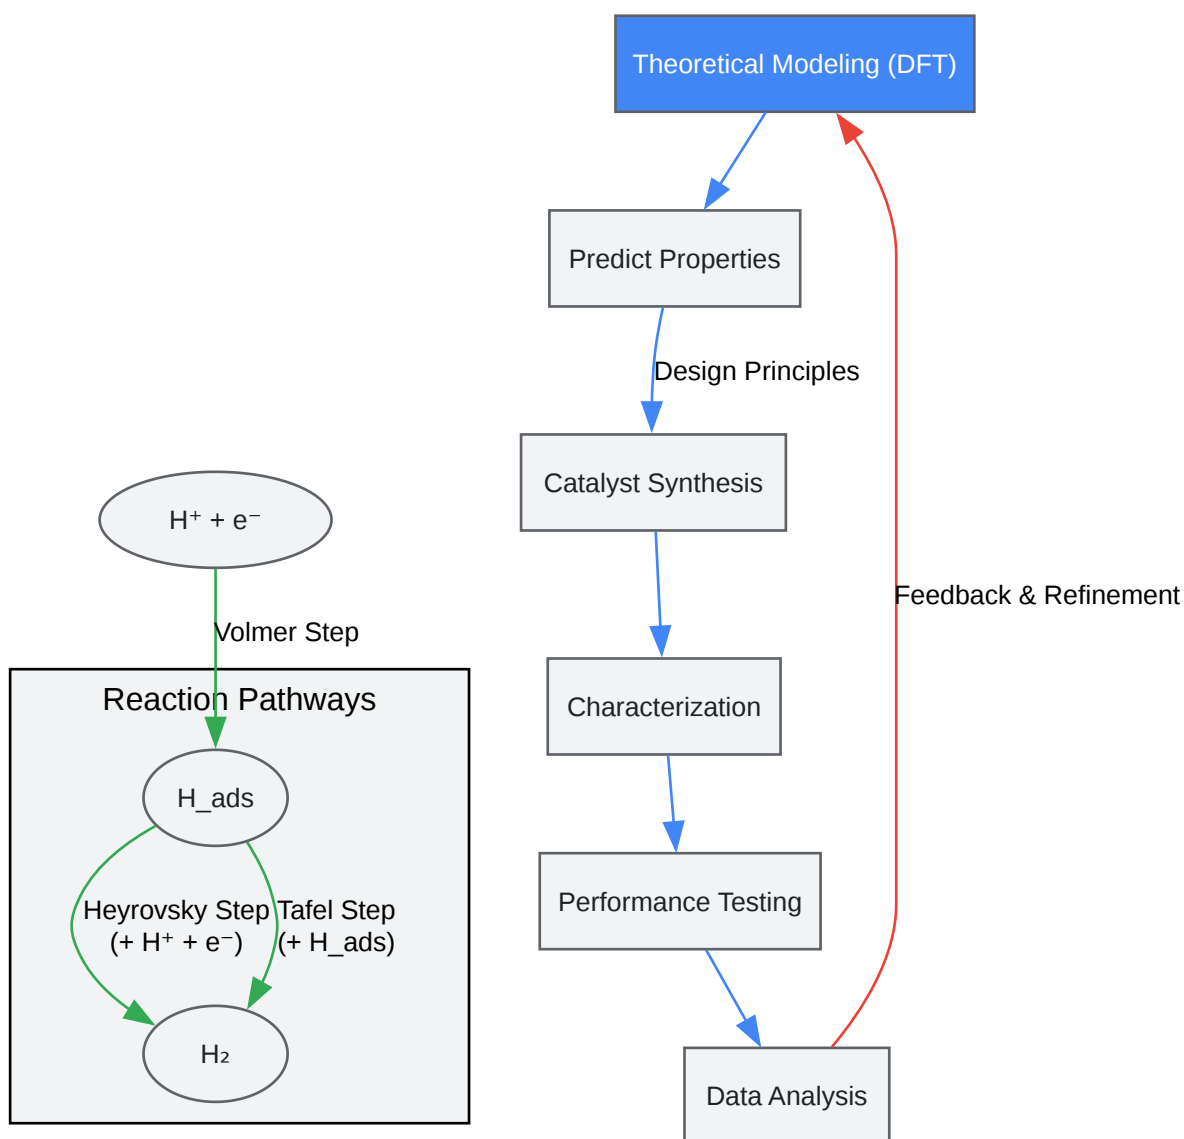 Theoretical Modeling (DFT)
Predict Properties
Design Principles
Catalyst Synthesis
Characterization
Performance Testing
Data Analysis
Feedback & Refinement
H⁺ + e⁻
Volmer Step
Reaction Pathways
H_ads
Heyrovsky Step
(+ H⁺ + e⁻)
Tafel Step
(+ H_ads)
H₂